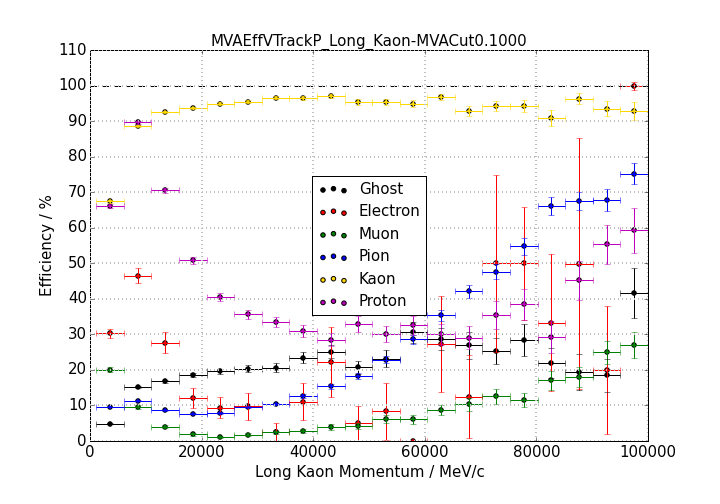 MVAEffVTrackP_Long_Kaon-MVACut0.1000
110
100
90
80
70
60
50
40
30
20
10
0
Efficiency / %
Ghost
Electron
Muon
Pion
Kaon
Proton
0 20000 40000 60000 80000 100000
Long Kaon Momentum / MeV/c